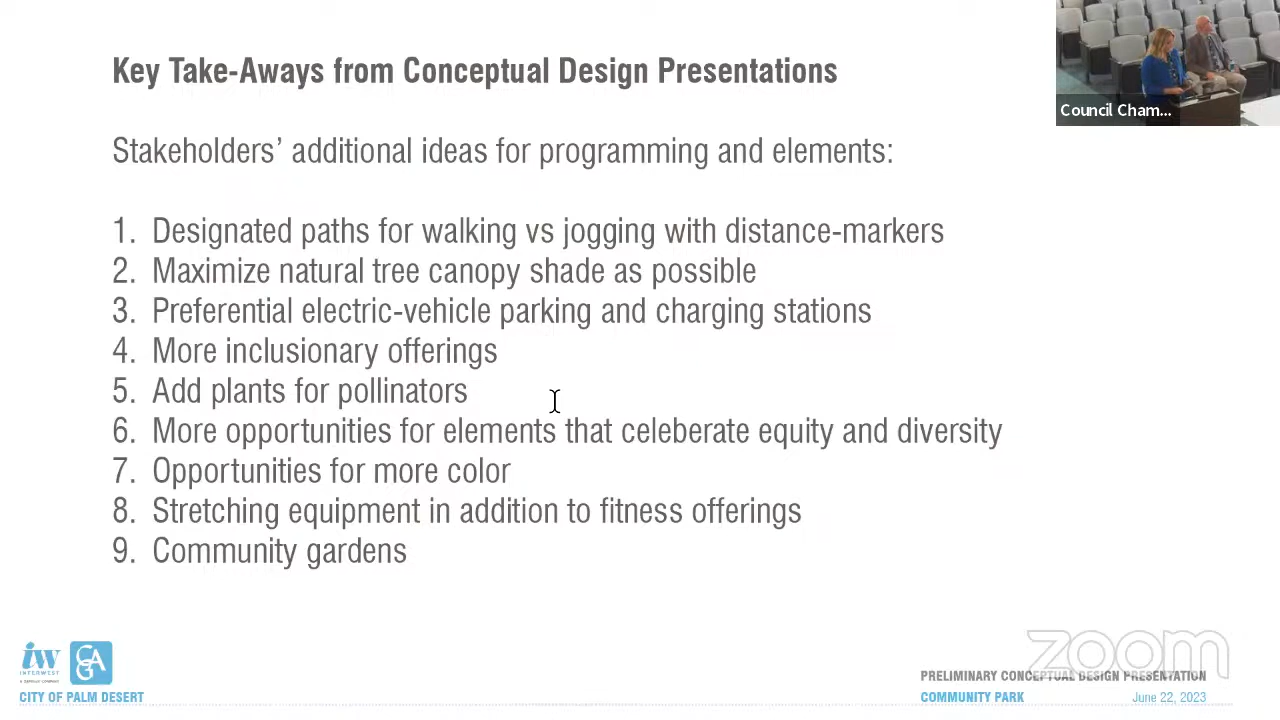 Key Take-Aways from Conceptual Design Presentations
Council Cham...
Stakeholders' additional ideas for programming and elements:
1. Designated paths for walking vs jogging with distance-markers
2. Maximize natural tree canopy shade as possible
3. Preferential electric-vehicle parking and charging stations
4. More inclusionary offerings
5. Add plants for pollinators
6. More opportunities for elements that celeberate equity and diversity
7. Opportunities for more color
8. Stretching equipment in addition to fitness offerings
9. Community gardens
iw
INTERWEST
CGA
CITY OF PALM DESERT
zoom
PRELIMINARY CONCEPTUAL DESIGN PRESENTATION
COMMUNITY PARK
June 22, 2023